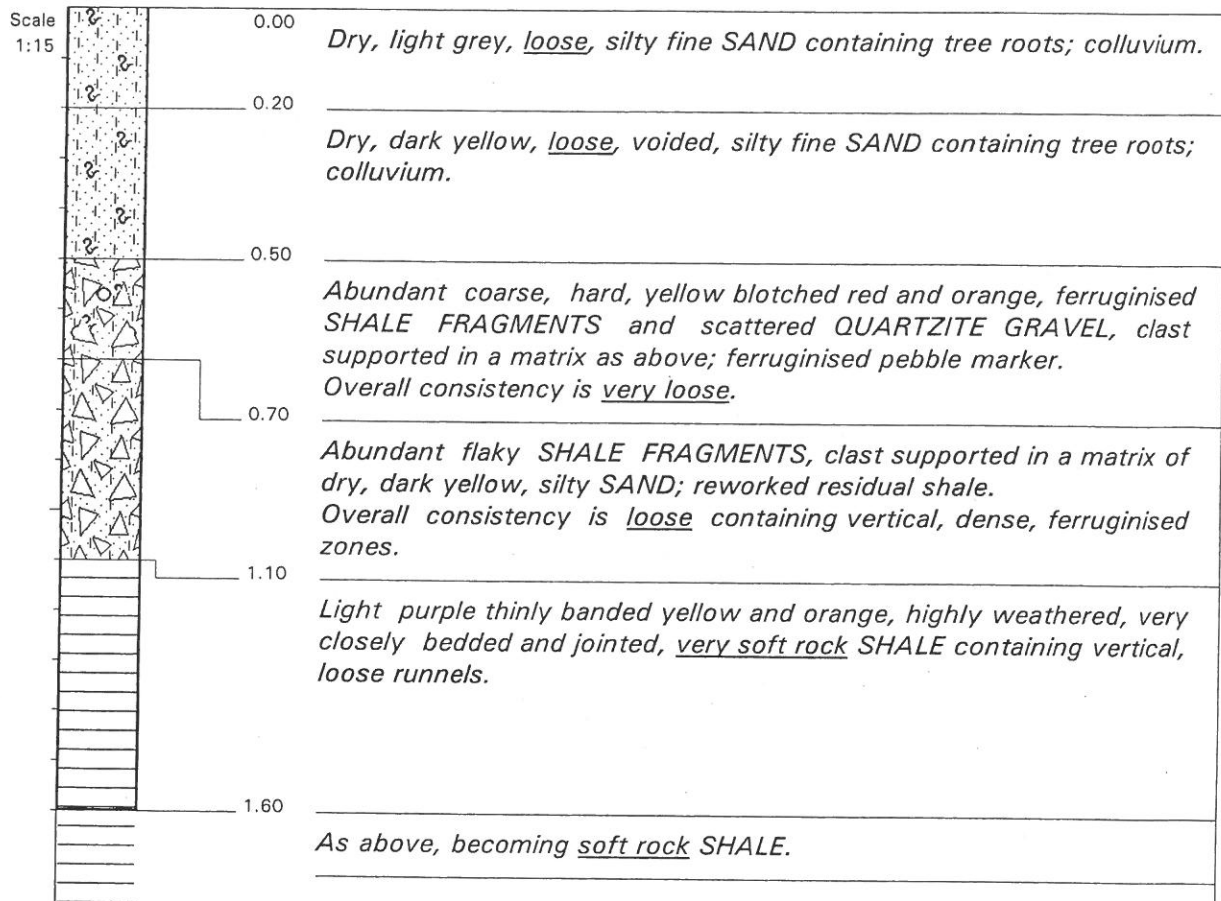 Scale
1:15
0.00
Dry, light grey, loose, silty fine SAND containing tree roots; colluvium.
0.20
Dry, dark yellow, loose, voided, silty fine SAND containing tree roots;
colluvium.
0.50
Abundant coarse, hard, yellow blotched red and orange, ferruginised
SHALE FRAGMENTS and scattered QUARTZITE GRAVEL, clast
supported in a matrix as above; ferruginised pebble marker.
Overall consistency is very loose.
0.70
Abundant flaky SHALE FRAGMENTS, clast supported in a matrix of
dry, dark yellow, silty SAND; reworked residual shale.
Overall consistency is loose containing vertical, dense, ferruginised
zones.
1.10
Light purple thinly banded yellow and orange, highly weathered, very
closely bedded and jointed, very soft rock SHALE containing vertical,
loose runnels.
1.60
As above, becoming soft rock SHALE.